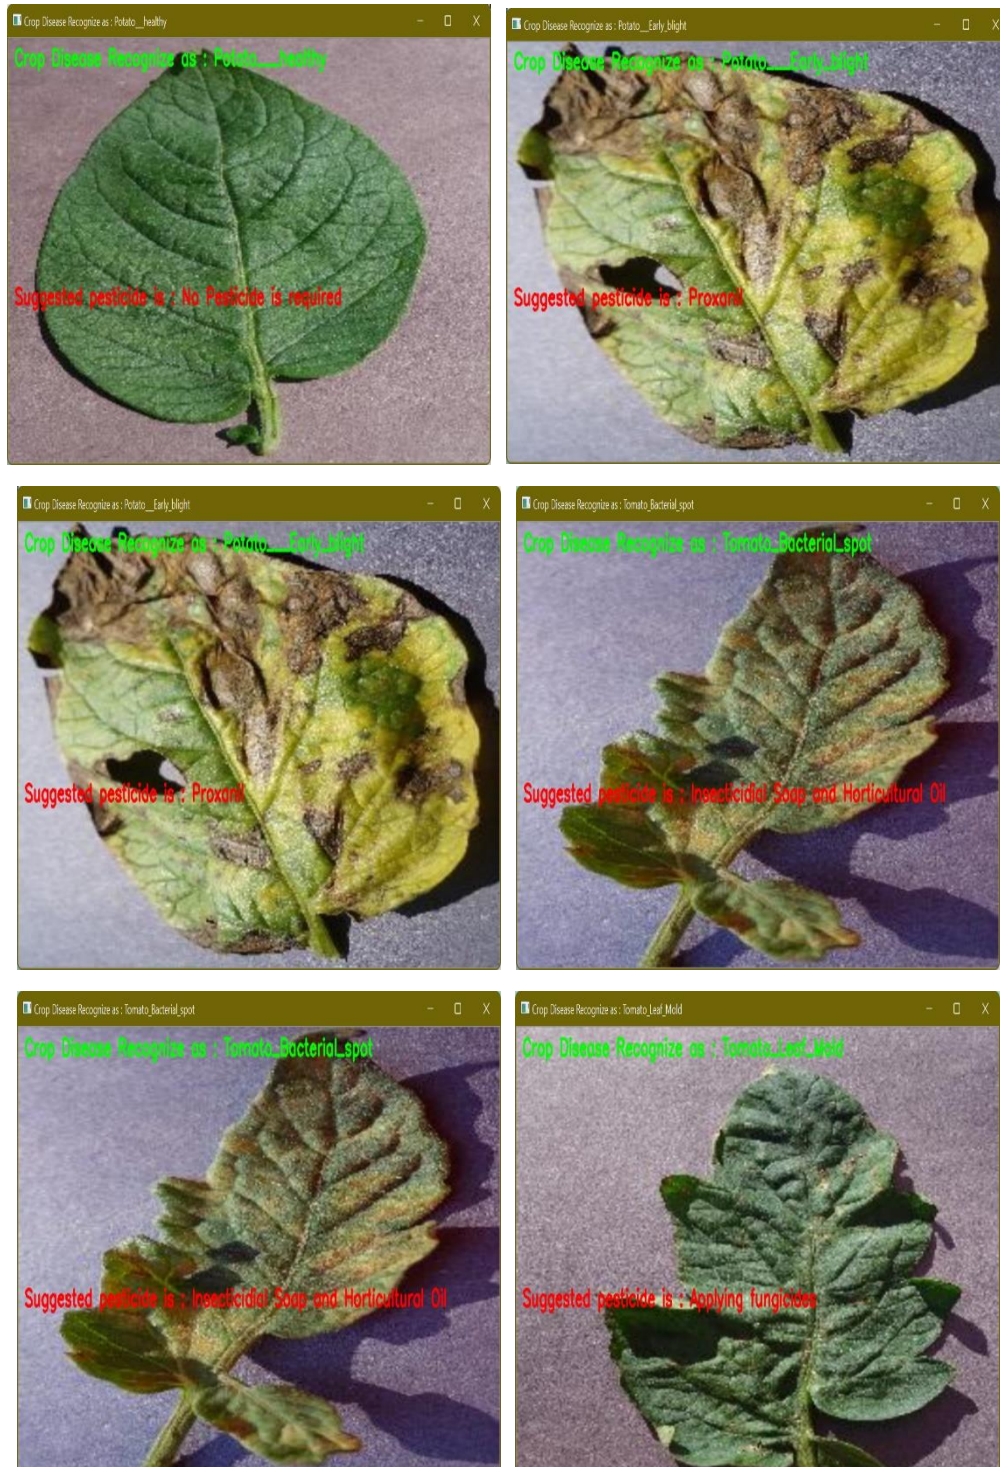 Crop Disease Recognize as : Potato__healthy
Crop Disease Recognize as : Potato___healthy
Suggested pesticide is : No Pesticide is required
Crop Disease Recognize as : Potato__Early_blight
Crop Disease Recognize as : Potato___Early_blight
Suggested pesticide is : Proxanil
Crop Disease Recognize as : Potato__Early_blight
Crop Disease Recognize as : Potato___Early_blight
Suggested pesticide is : Proxanil
Crop Disease Recognize as : Tomato_Bacterial_spot
Crop Disease Recognize as : Tomato_Bacterial_spot
Suggested pesticide is : Insecticidial Soap and Horticultural Oil
Crop Disease Recognize as : Tomato_Bacterial_spot
Crop Disease Recognize as : Tomato_Bacterial_spot
Suggested pesticide is : Insecticidial Soap and Horticultural Oil
Crop Disease Recognize as : Tomato_Leaf_Mold
Crop Disease Recognize as : Tomato_Leaf_Mold
Suggested pesticide is : Applying fungicides